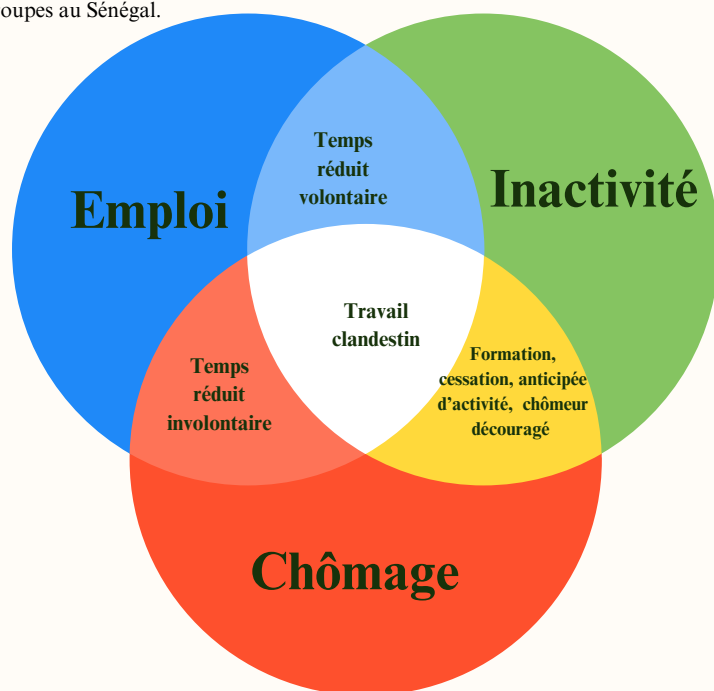 oupes au Sénégal.
Temps
réduit
volontaire
Emploi
Inactivité
Travail
clandestin
Temps
réduit
involontaire
Formation,
cessation, anticipée
d'activité, chômeur
découragé
Chômage